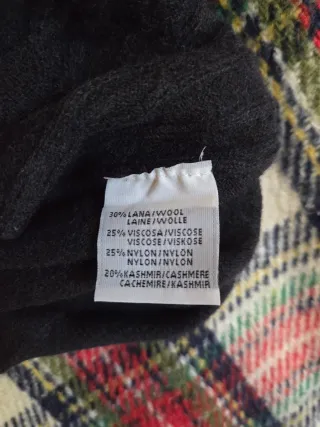 30% LANA/WOOL
LAINE/WOLLE
25% VISCOSA/VISCOSE
VISCOSE/VISKOSE
25% NYLON/NYLON
NYLON/NYLON
20% KASHMIR/CASHMERE
CACHEMIRE/KASHMIR